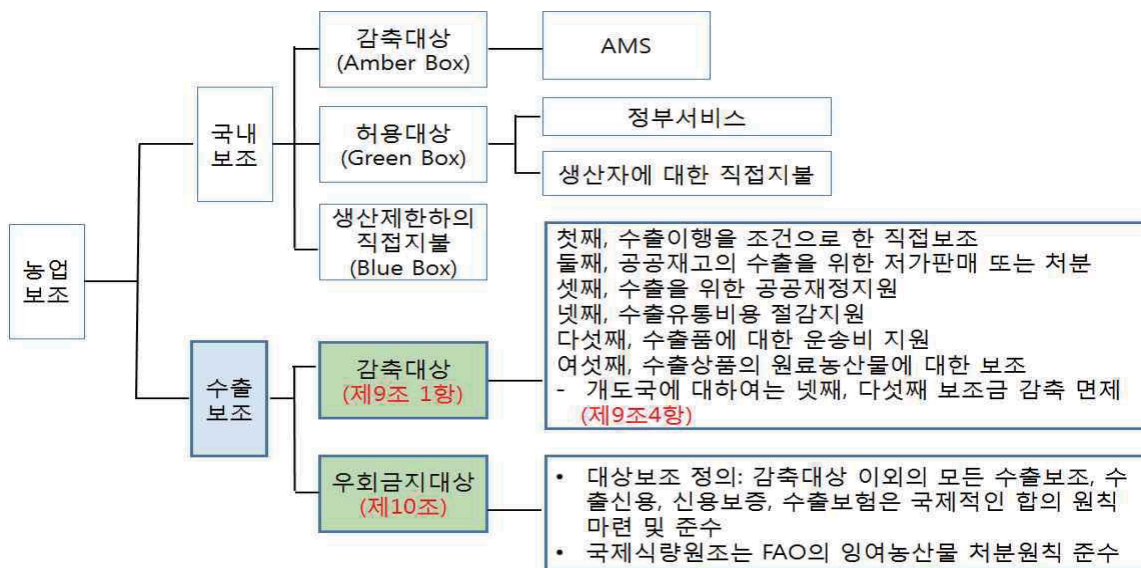 농업
보조
국내
보조
감축대상
(Amber Box)
AMS
허용대상
(Green Box)
정부서비스
생산자에 대한 직접지불
생산제한하의
직접지불
(Blue Box)
수출
보조
감축대상
(제9조 1항)
첫째, 수출이행을 조건으로 한 직접보조
둘째, 공공재고의 수출을 위한 저가판매 또는 처분
셋째, 수출을 위한 공공재정지원
넷째, 수출유통비용 절감지원
다섯째, 수출품에 대한 운송비 지원
여섯째, 수출상품의 원료농산물에 대한 보조
- 개도국에 대하여는 넷째, 다섯째 보조금 감축 면제
(제9조4항)
우회금지대상
(제10조)
• 대상보조 정의: 감축대상 이외의 모든 수출보조, 수
출신용, 신용보증, 수출보험은 국제적인 합의 원칙
마련 및 준수
• 국제식량원조는 FAO의 잉여농산물 처분원칙 준수